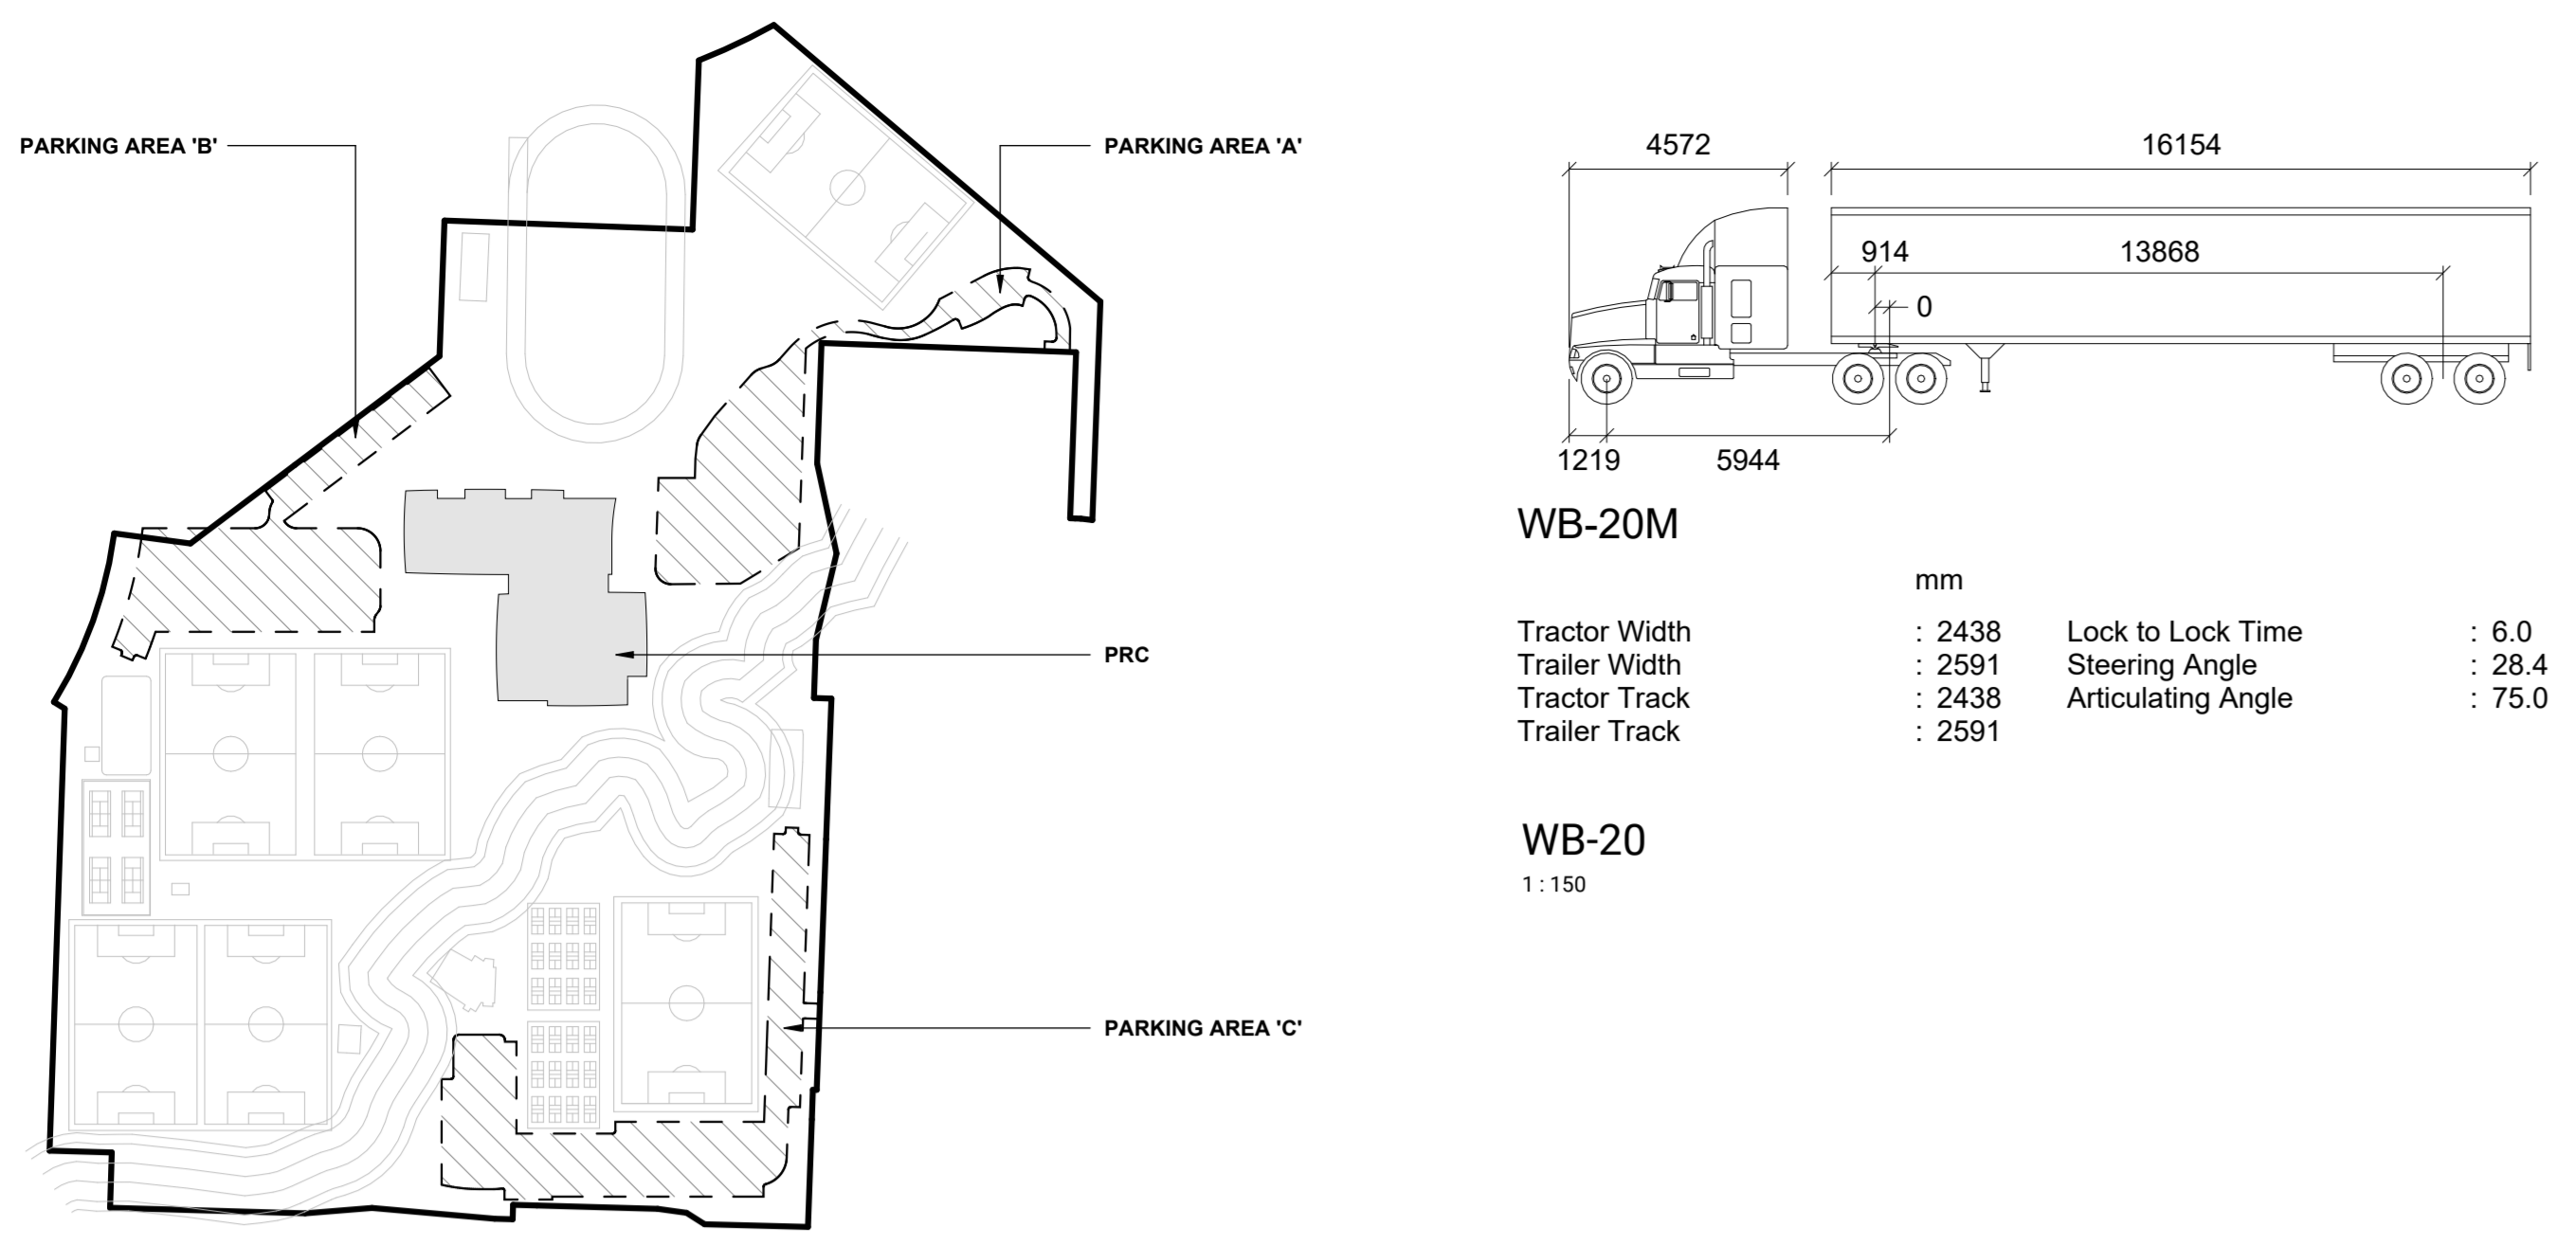 PARKING AREA 'B'
PARKING AREA 'A'
PRC
PARKING AREA 'C'
4572
16154
914
13868
0
1219
5944
WB-20M
mm
Tractor Width : 2438 Lock to Lock Time : 6.0
Trailer Width : 2591 Steering Angle : 28.4
Tractor Track : 2438 Articulating Angle : 75.0
Trailer Track : 2591
WB-20
1 : 150